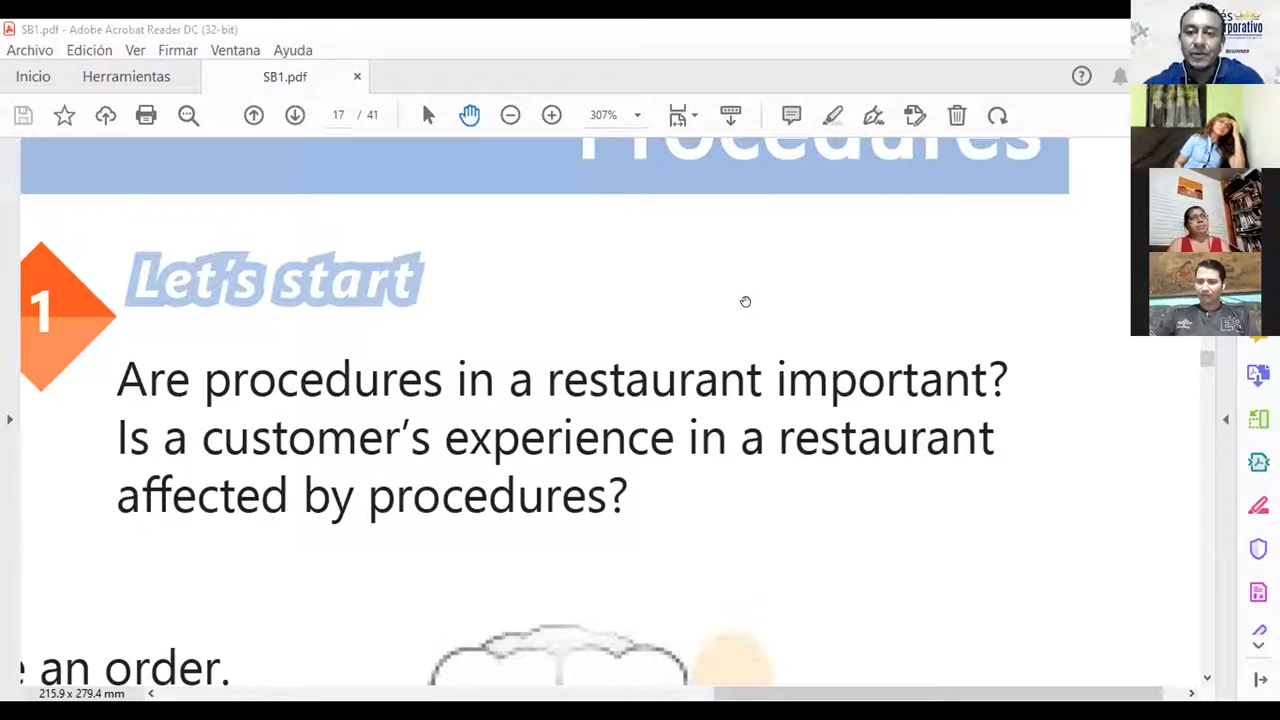 SB1.pdf - Adobe Acrobat Reader DC (32-bit)
Archivo Edición Ver Firmar Ventana Ayuda
Inicio Herramientas SB1.pdf
17 / 41 307%
Procedures
1 Let's start
Are procedures in a restaurant important?
Is a customer's experience in a restaurant
affected by procedures?
an order.
215.9 x 279.4 mm
BEGINNER